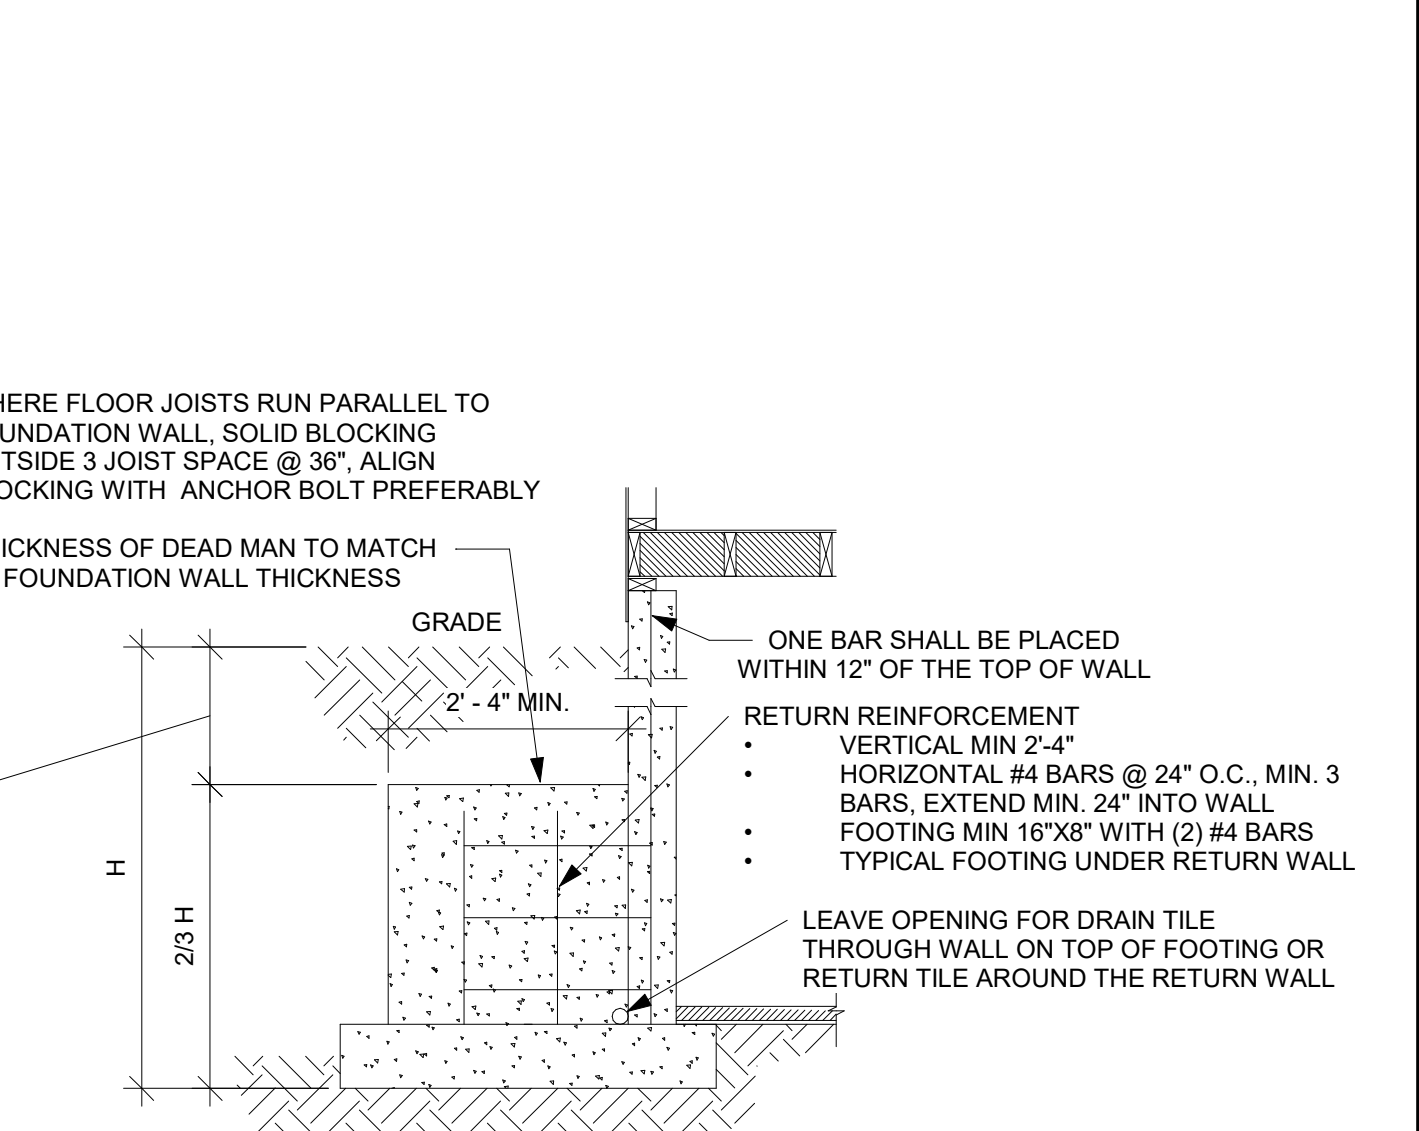 HERE FLOOR JOISTS RUN PARALLEL TO
UNDATION WALL, SOLID BLOCKING
TSIDE 3 JOIST SPACE @ 36", ALIGN
OCKING WITH ANCHOR BOLT PREFERABLY
ICKNESS OF DEAD MAN TO MATCH
FOUNDATION WALL THICKNESS
GRADE
ONE BAR SHALL BE PLACED
WITHIN 12" OF THE TOP OF WALL
2' - 4" MIN.
RETURN REINFORCEMENT
• VERTICAL MIN 2'-4"
• HORIZONTAL #4 BARS @ 24" O.C., MIN. 3
BARS, EXTEND MIN. 24" INTO WALL
• FOOTING MIN 16"X8" WITH (2) #4 BARS
• TYPICAL FOOTING UNDER RETURN WALL
H
2/3 H
LEAVE OPENING FOR DRAIN TILE
THROUGH WALL ON TOP OF FOOTING OR
RETURN TILE AROUND THE RETURN WALL